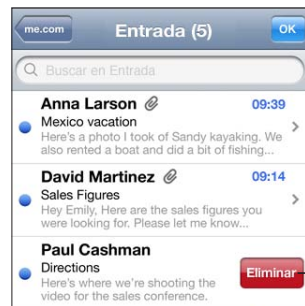 me.com
Entrada (5)
OK
Buscar en Entrada
Anna Larson
09:39
Mexico vacation
Here's a photo I took of Sandy kayaking. We
also rented a boat and did a bit of fishing...
David Martinez
09:14
Sales Figures
Hey Emily, Here are the sales figures you
were looking for. Please let me know...
Paul Cashman
Directions
Here's where we're shooting the
video for the sales conference.
Eliminar